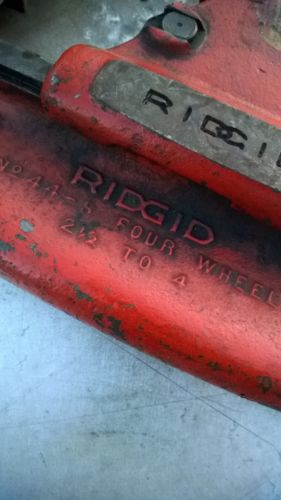 RIDGID
RIDGID
No 44-S FOUR WHEEL
2½ TO 4